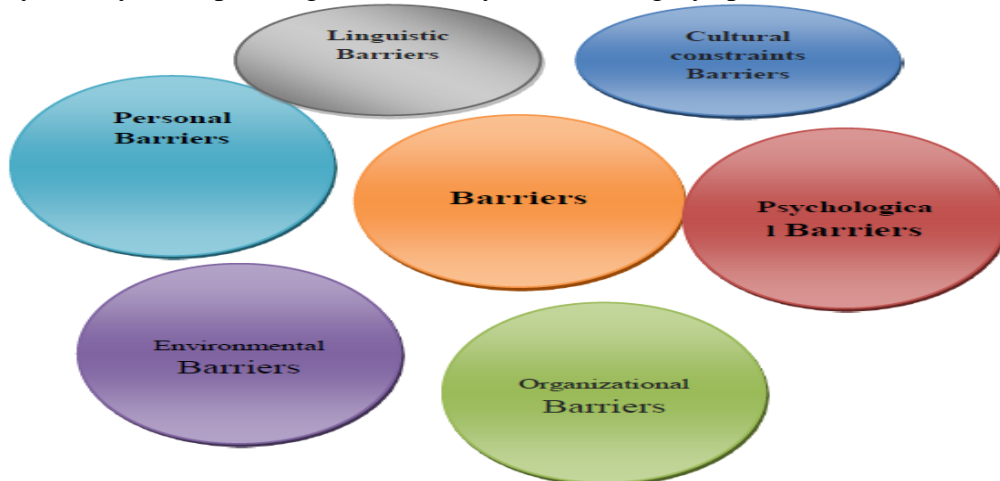 Linguistic
Barriers
Cultural
constraints
Barriers
Personal
Barriers
Barriers
Psychologica
l Barriers
Environmental
Barriers
Organizational
Barriers